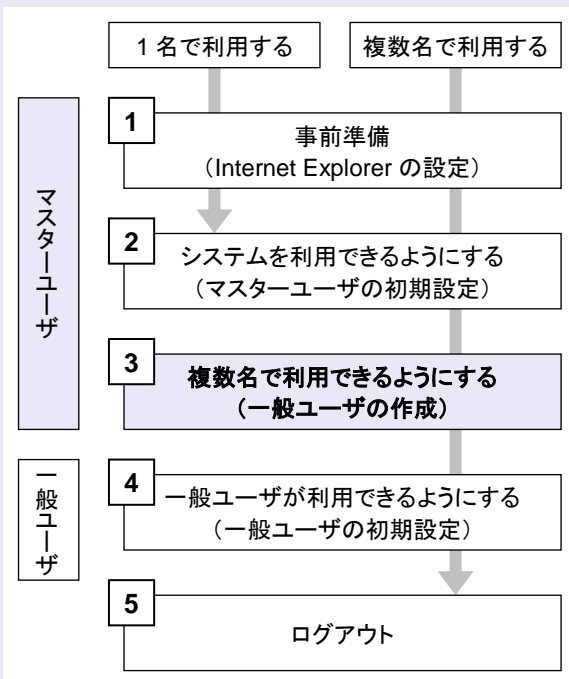 1 名で利用する
複数名で利用する
マスターユーザ
1
事前準備
（Internet Explorer の設定）
2
システムを利用できるようにする
（マスターユーザの初期設定）
3
複数名で利用できるようにする
（一般ユーザの作成）
一般ユーザ
4
一般ユーザが利用できるようにする
（一般ユーザの初期設定）
5
ログアウト